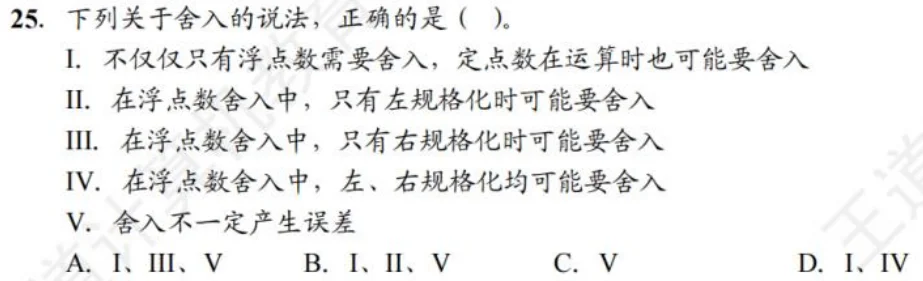 25. 下列关于舍入的说法，正确的是（ ）。
I. 不仅仅只有浮点数需要舍入，定点数在运算时也可能要舍入
II. 在浮点数舍入中，只有左规格化时可能要舍入
III. 在浮点数舍入中，只有右规格化时可能要舍入
IV. 在浮点数舍入中，左、右规格化均可能要舍入
V. 舍入不一定产生误差
A. I、III、V B. I、II、V C. V D. I、IV